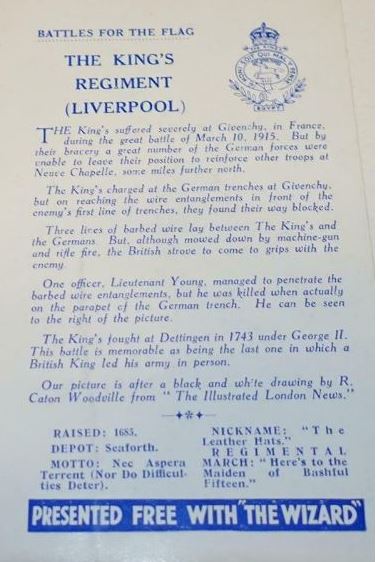 BATTLES FOR THE FLAG
THE KING'S
REGIMENT
(LIVERPOOL)
THE KING'S
HONI SOIT QUI MAL Y PENSE
EGYPT
THE King's suffered severely at Givenchy, in France,
during the great battle of March 10, 1915. But by
their bravery a great number of the German forces were
unable to leave their position to reinforce other troops at
Neuve Chapelle, some miles further north.
The King's charged at the German trenches at Givenchy,
but on reaching the wire entanglements in front of the
enemy's first line of trenches, they found their way blocked.
Three lines of barbed wire lay between The King's and
the Germans. But, although mowed down by machine-gun
and rifle fire, the British strove to come to grips with the
enemy.
One officer, Lieutenant Young, managed to penetrate the
barbed wire entanglements, but he was killed when actually
on the parapet of the German trench. He can be seen
to the right of the picture.
The King's fought at Dettingen in 1743 under George II.
This battle is memorable as being the last one in which a
British King led his army in person.
Our picture is after a black and white drawing by R.
Caton Woodville from "The Illustrated London News."
RAISED: 1685.
DEPOT: Seaforth.
MOTTO: Nec Aspera
Terrent (Nor Do Difficul-
ties Deter).
NICKNAME: "The
Leather Hats."
REGIMENTAL
MARCH: "Here's to the
Maiden of Bashful
Fifteen."
PRESENTED FREE WITH "THE WIZARD"